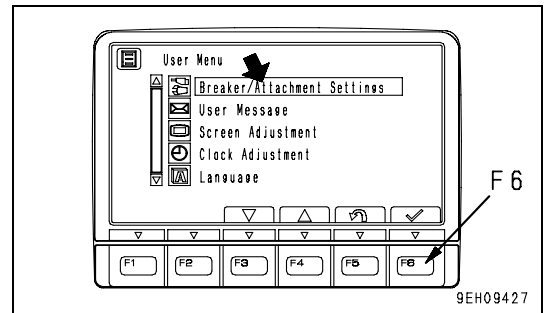 User Menu
Breaker/Attachment Settings
User Message
Screen Adjustment
Clock Adjustment
A Language
F6
F1 F2 F3 F4 F5 F6
9EH09427